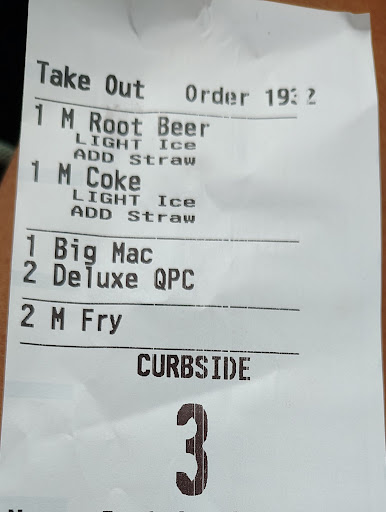 Take Out Order
1 M Root Beer
LIGHT Ice
ADD Straw
1 M Coke
LIGHT Ice
ADD Straw
1 Big Mac
2 Deluxe QPC
2 M Fry
CURBSIDE
3